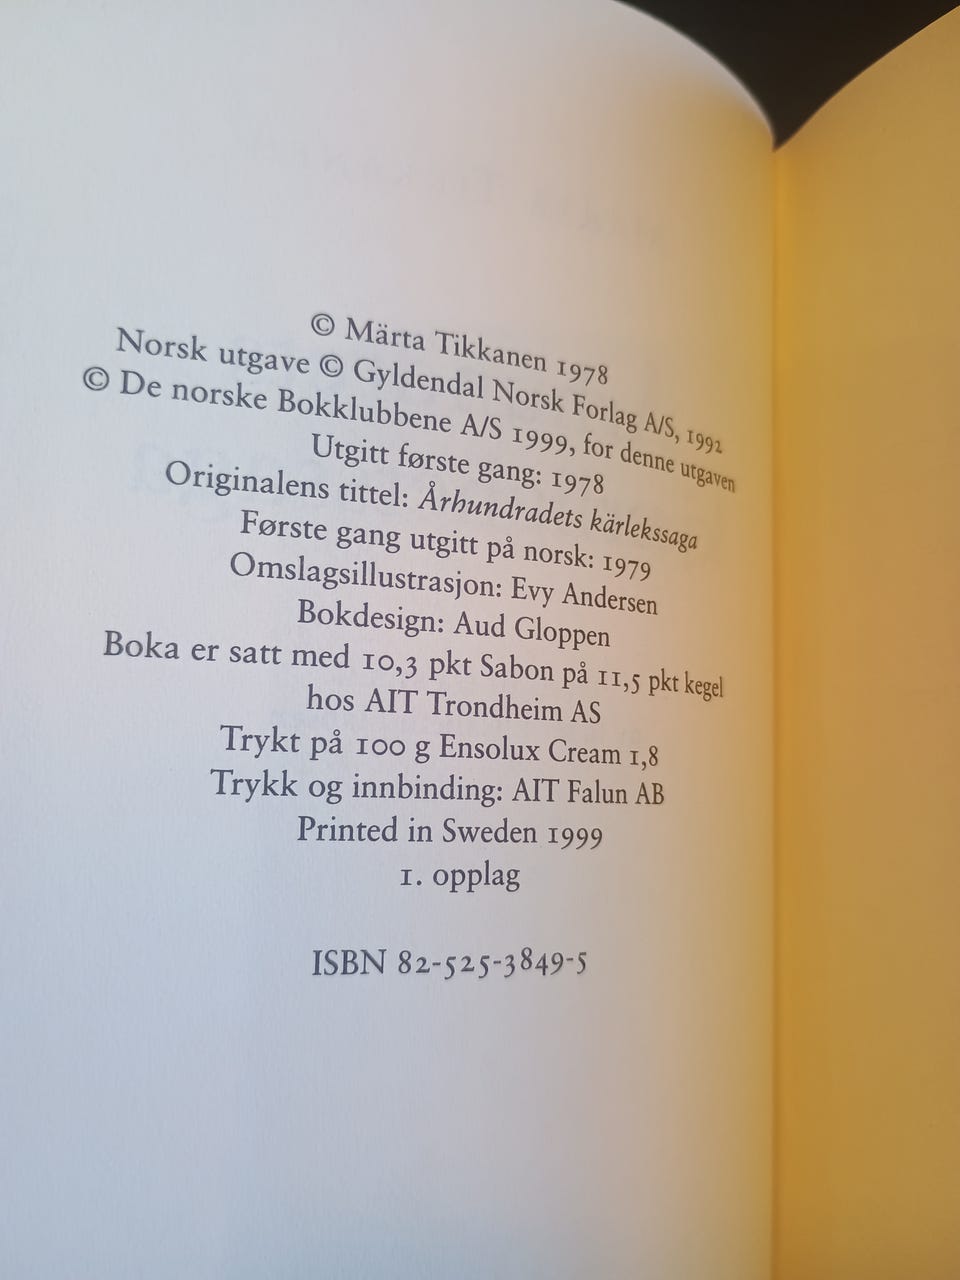 © Märta Tikkanen 1978
Norsk utgave © Gyldendal Norsk Forlag A/S, 1992
© De norske Bokklubbene A/S 1999, for denne utgaven
Utgitt første gang: 1978
Originalens tittel: Århundradets kärlekssaga
Første gang utgitt på norsk: 1979
Omslagsillustrasjon: Evy Andersen
Bokdesign: Aud Gloppen
Boka er satt med 10,3 pkt Sabon på 11,5 pkt kegel
hos AIT Trondheim AS
Trykt på 100 g Ensolux Cream 1,8
Trykk og innbinding: AIT Falun AB
Printed in Sweden 1999
1. opplag
ISBN 82-525-3849-5